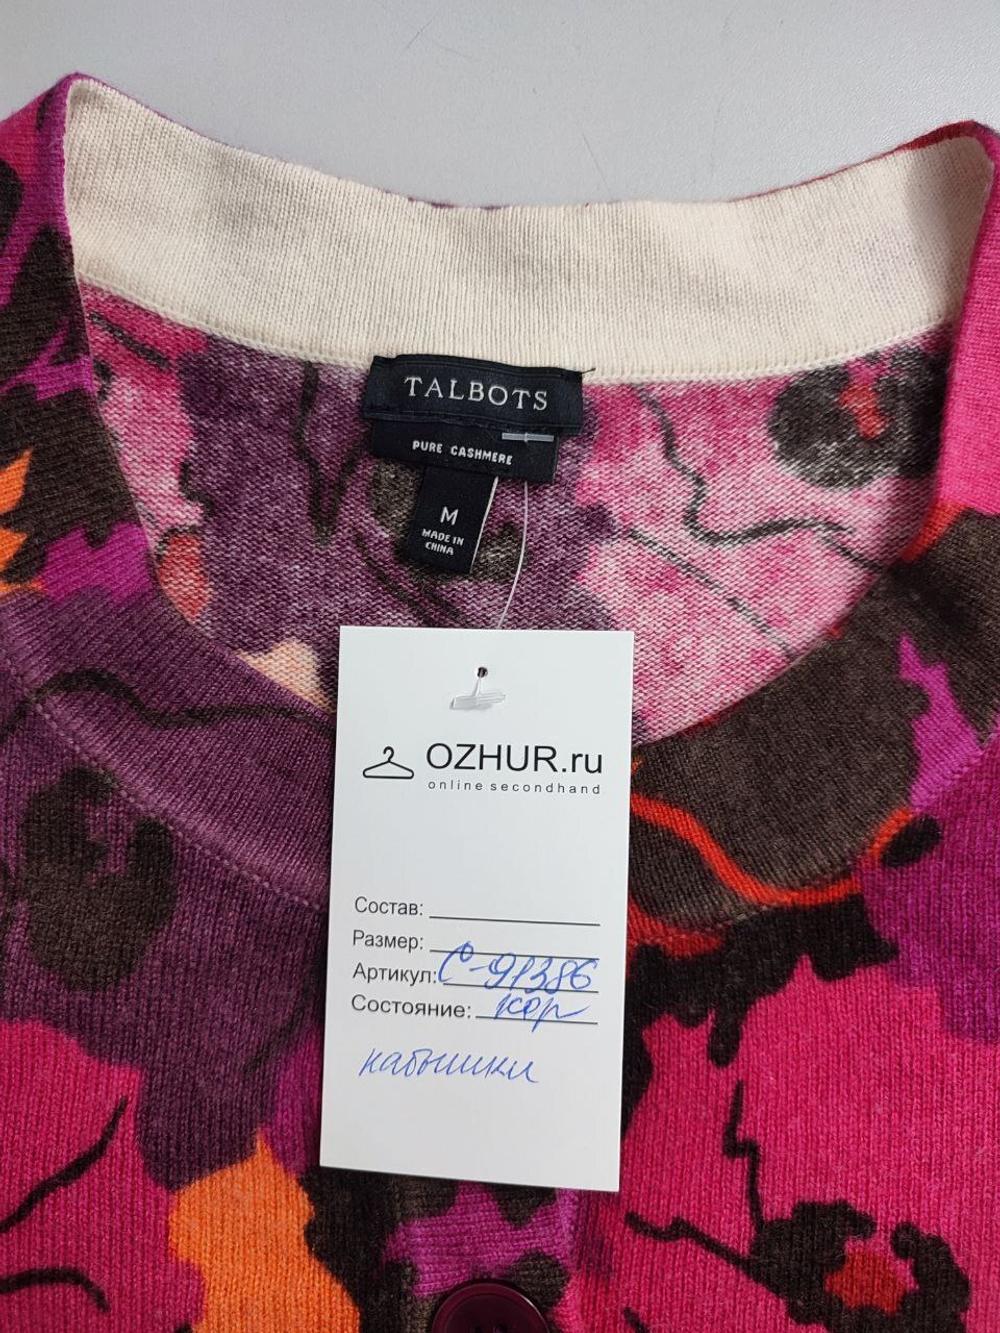 TALBOTS
PURE CASHMERE
M
MADE IN
CHINA
OZHUR.ru
online secondhand
Состав:
Размер:
Артикул: С-91386
Состояние: хор
катышки